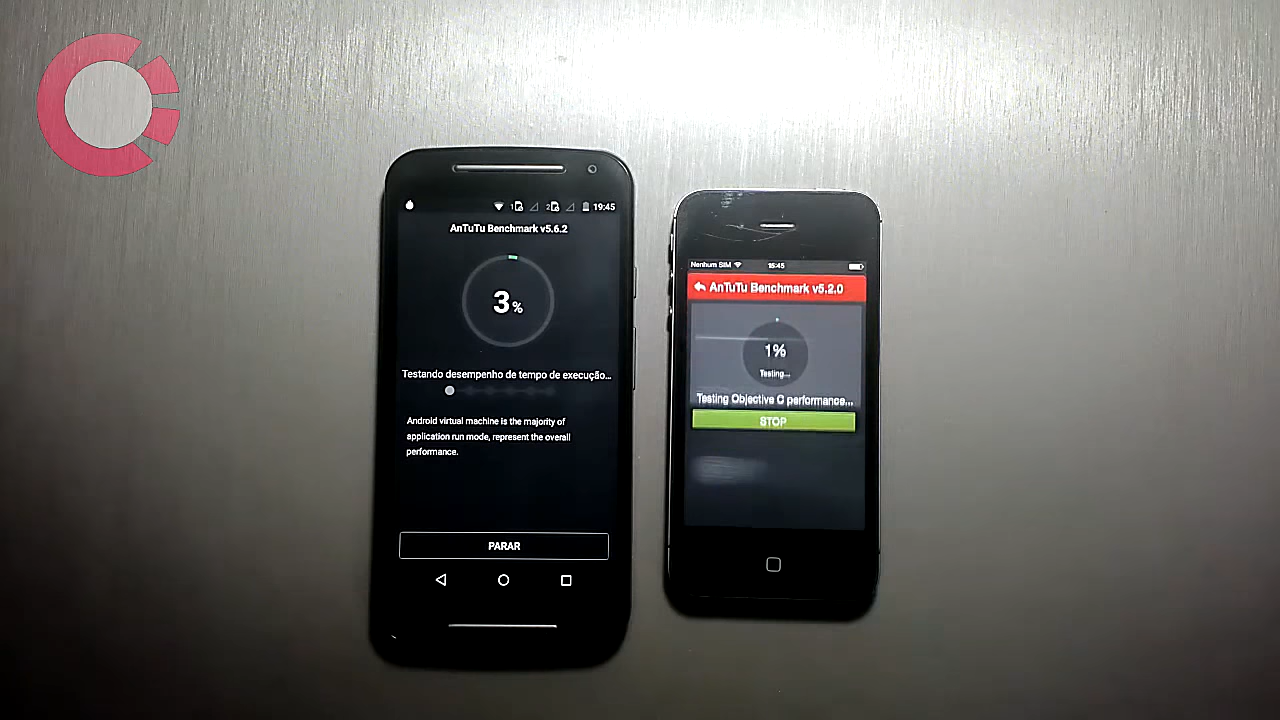 1 2 19:45
AnTuTu Benchmark v5.6.2
3%
Testando desempenho de tempo de execução...
Android virtual machine is the majority of
application run mode, represent the overall
performance.
PARAR
Nenhum SIM 15:45
AnTuTu Benchmark v5.2.0
1%
Testing...
Testing Objective C performance...
STOP